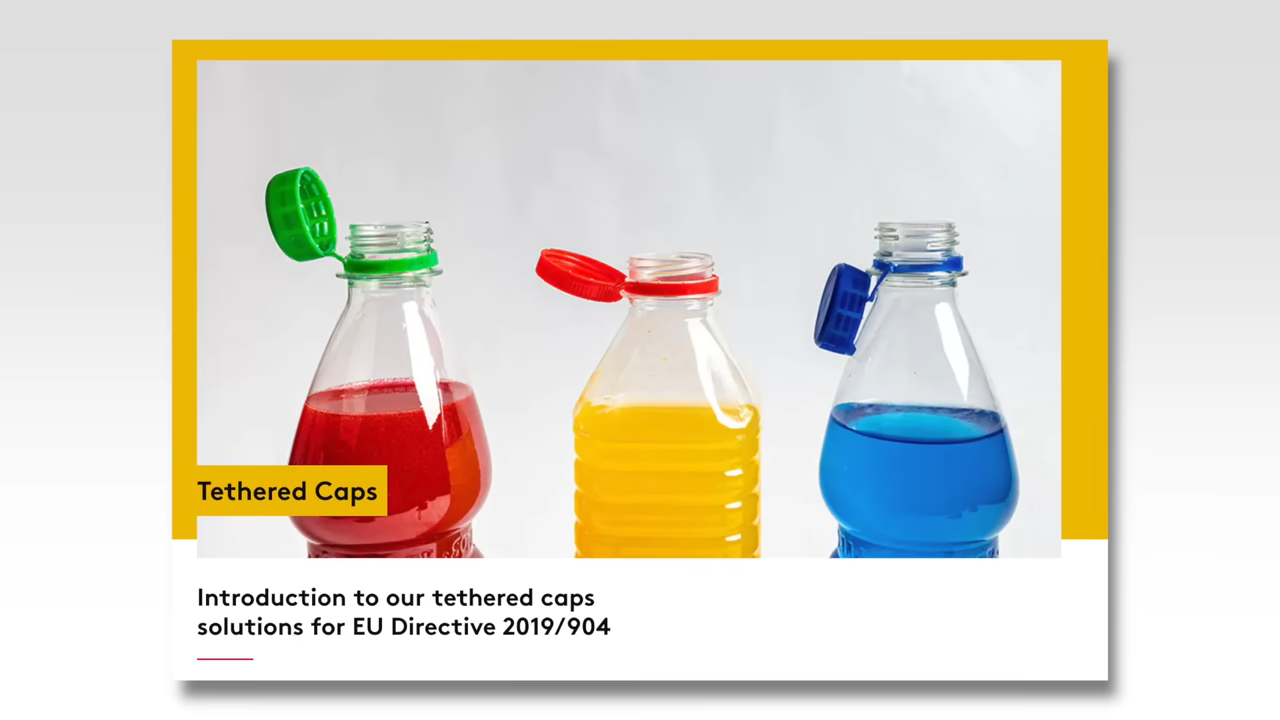 Tethered Caps
Introduction to our tethered caps
solutions for EU Directive 2019/904